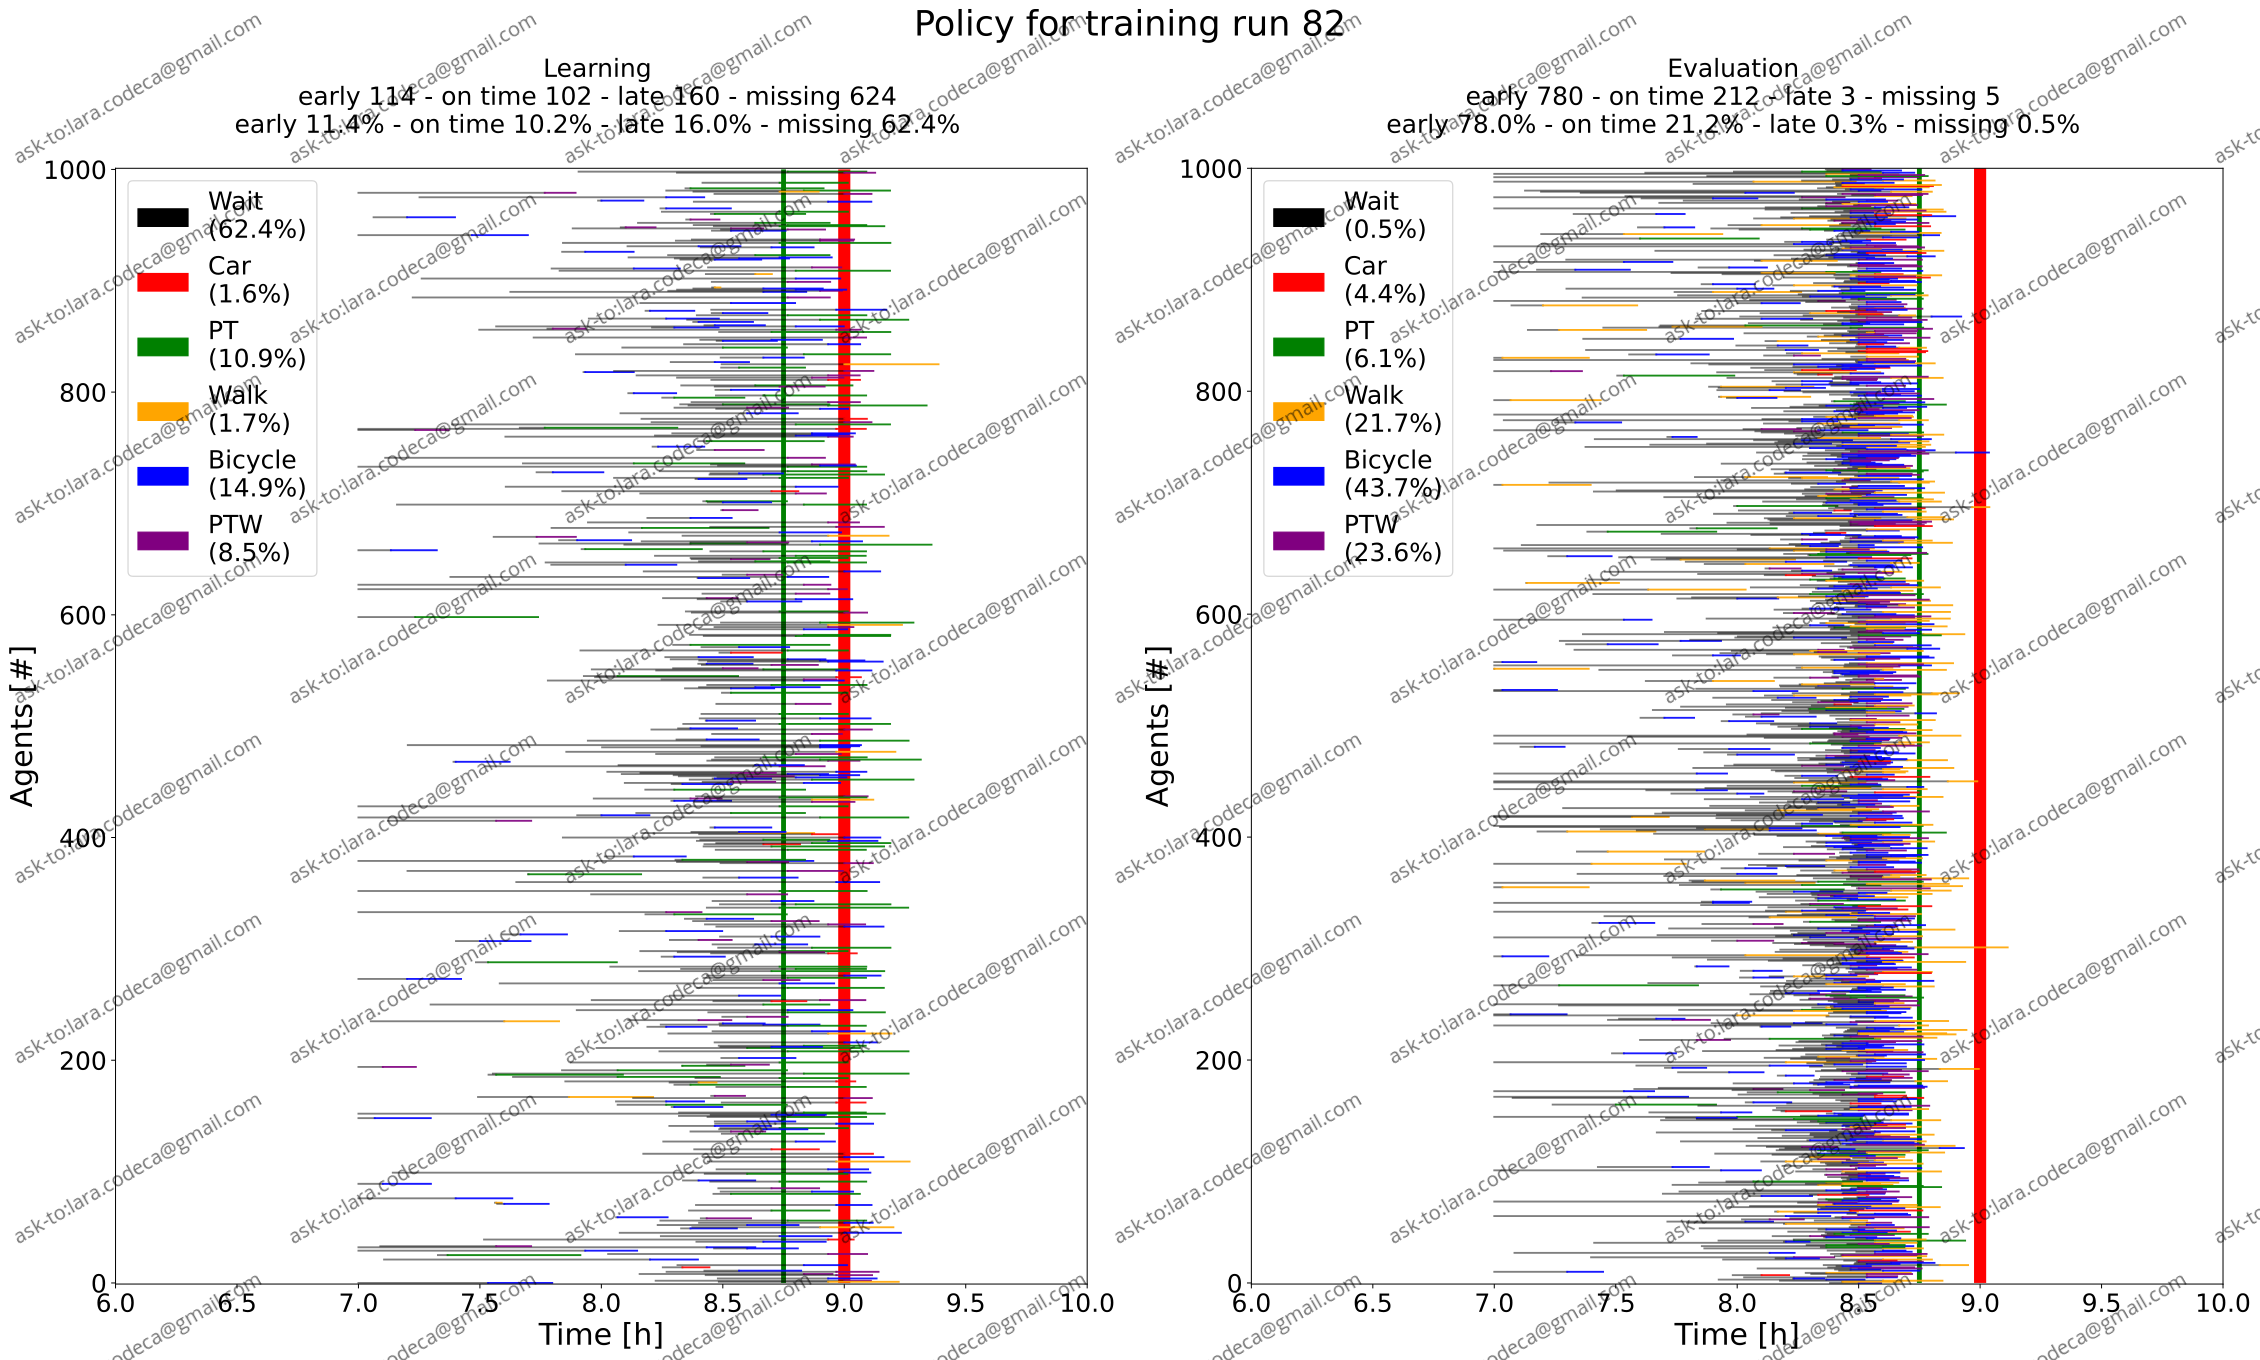 Policy for training run 82
Learning
early 114 - on time 102 - late 160 - missing 624
early 11.4% - on time 10.2% - late 16.0% - missing 62.4%
Agents [#]
1000
800
600
400
200
0
Wait
(62.4%)
Car
(1.6%)
PT
(10.9%)
Walk
(1.7%)
Bicycle
(14.9%)
PTW
(8.5%)
6.0 6.5 7.0 7.5 8.0 8.5 9.0 9.5 10.0
Time [h]
Evaluation
early 780 - on time 212 - late 3 - missing 5
early 78.0% - on time 21.2% - late 0.3% - missing 0.5%
Agents [#]
1000
800
600
400
200
0
Wait
(0.5%)
Car
(4.4%)
PT
(6.1%)
Walk
(21.7%)
Bicycle
(43.7%)
PTW
(23.6%)
6.0 6.5 7.0 7.5 8.0 8.5 9.0 9.5 10.0
Time [h]
ask-to:lara.codeca@gmail.com